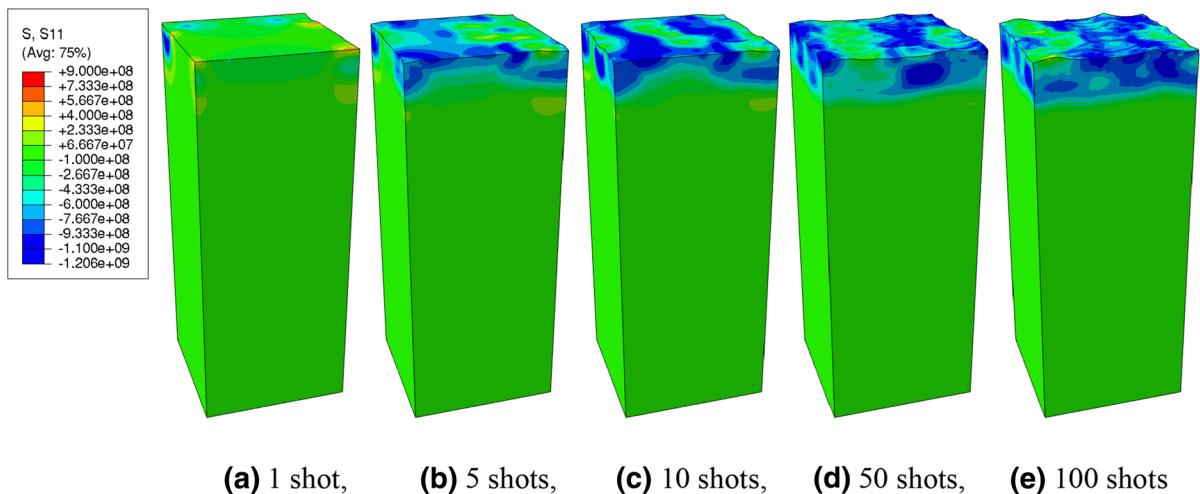 S, S11
(Avg: 75%)
+9.000e+08
+7.333e+08
+5.667e+08
+4.000e+08
+2.333e+08
+6.667e+07
-1.000e+08
-2.667e+08
-4.333e+08
-6.000e+08
-7.667e+08
-9.333e+08
-1.100e+09
-1.206e+09
(a) 1 shot, (b) 5 shots, (c) 10 shots, (d) 50 shots, (e) 100 shots